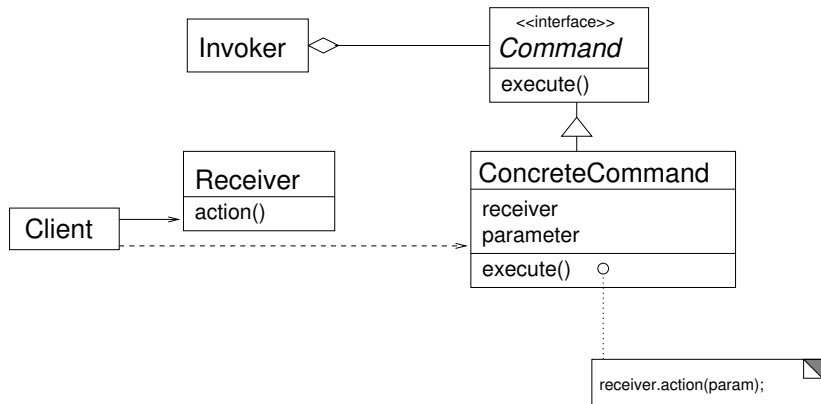 Invoker
<<interface>>
Command
execute()
Receiver
action()
Client
ConcreteCommand
receiver
parameter
execute()
receiver.action(param);